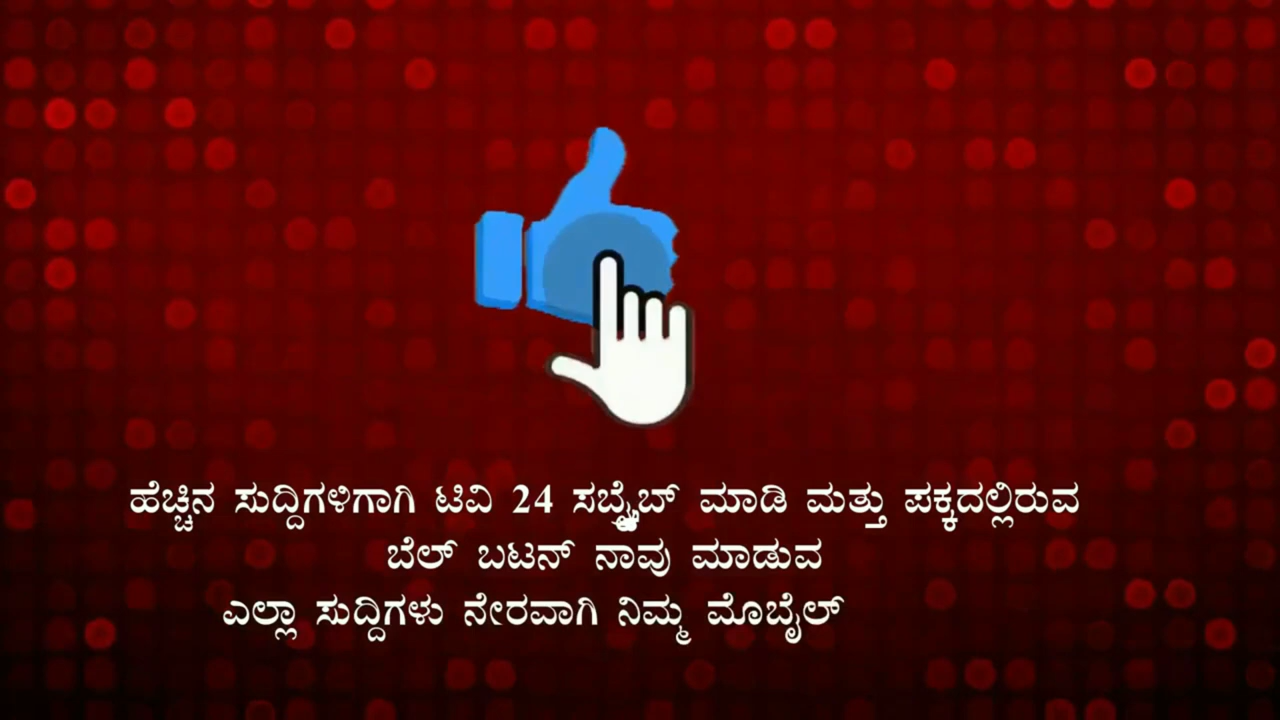 ಹೆಚ್ಚಿನ ಸುದ್ದಿಗಳಿಗಾಗಿ ಟಿವಿ 24 ಸಬ್ಸ್ಕ್ರೈಬ್ ಮಾಡಿ ಮತ್ತು ಪಕ್ಕದಲ್ಲಿರುವ
ಬೆಲ್ ಬಟನ್ ನಾವು ಮಾಡುವ
ಎಲ್ಲಾ ಸುದ್ದಿಗಳು ನೇರವಾಗಿ ನಿಮ್ಮ ಮೊಬೈಲ್